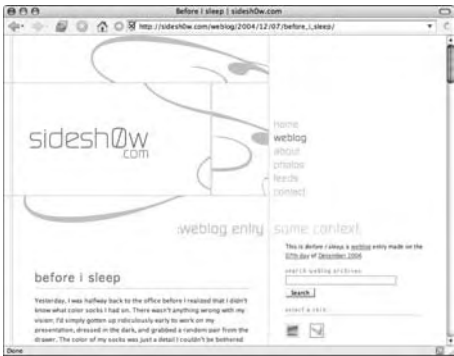 Before I sleep | sidesh0w.com
http://sidesh0w.com/weblog/2004/12/07/before_i_sleep/
sidesh0w
.com
home
weblog
about
photos
feeds
contact
:weblog entry
some context
This is Before I sleep, a weblog entry made on the
07th day of December 2004.
search weblog archives
Search
select a skin
before i sleep
Yesterday, I was halfway back to the office before I realized that I didn't
know what color socks I had on. There wasn't anything wrong with my
vision; I'd simply gotten up ridiculously early to work on my
presentation, dressed in the dark, and grabbed a random pair from the
drawer. The color of my socks was just a detail I couldn't be bothered